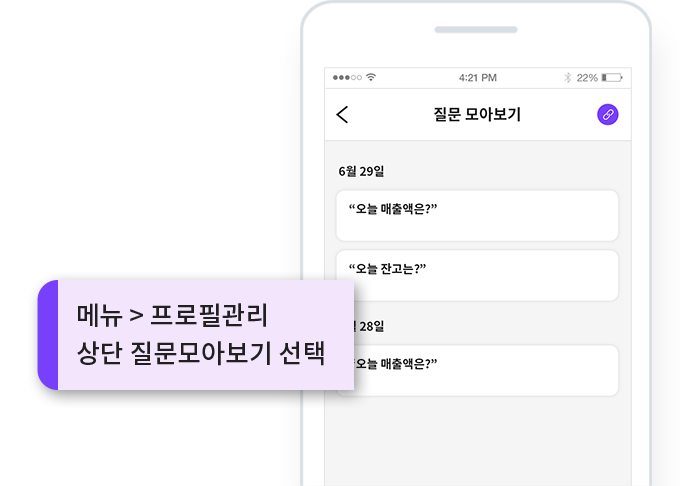 4:21 PM
22%
질문 모아보기
6월 29일
“오늘 매출액은?”
“오늘 잔고는?”
메뉴 > 프로필관리
상단 질문모아보기 선택
28일
오늘 매출액은?”